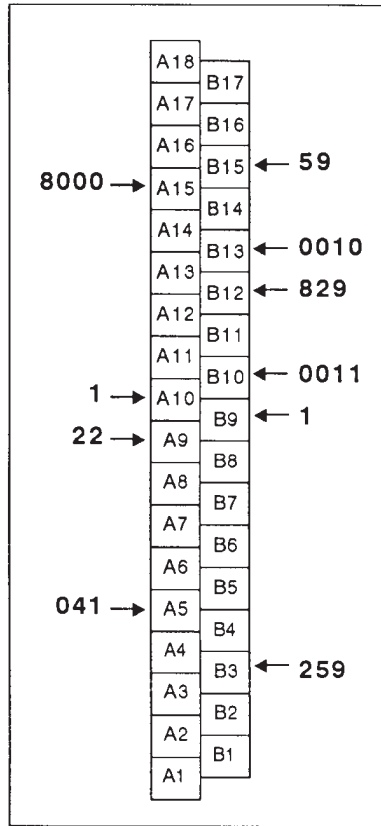 A18
B17
A17
B16
A16
B15 59
8000 A15
B14
A14
B13 0010
A13
B12 829
A12
B11
A11
B10 0011
1 A10
B9 1
22 A9
B8
A8
B7
A7
B6
A6
B5
041 A5
B4
A4
B3 259
A3
B2
A2
B1
A1